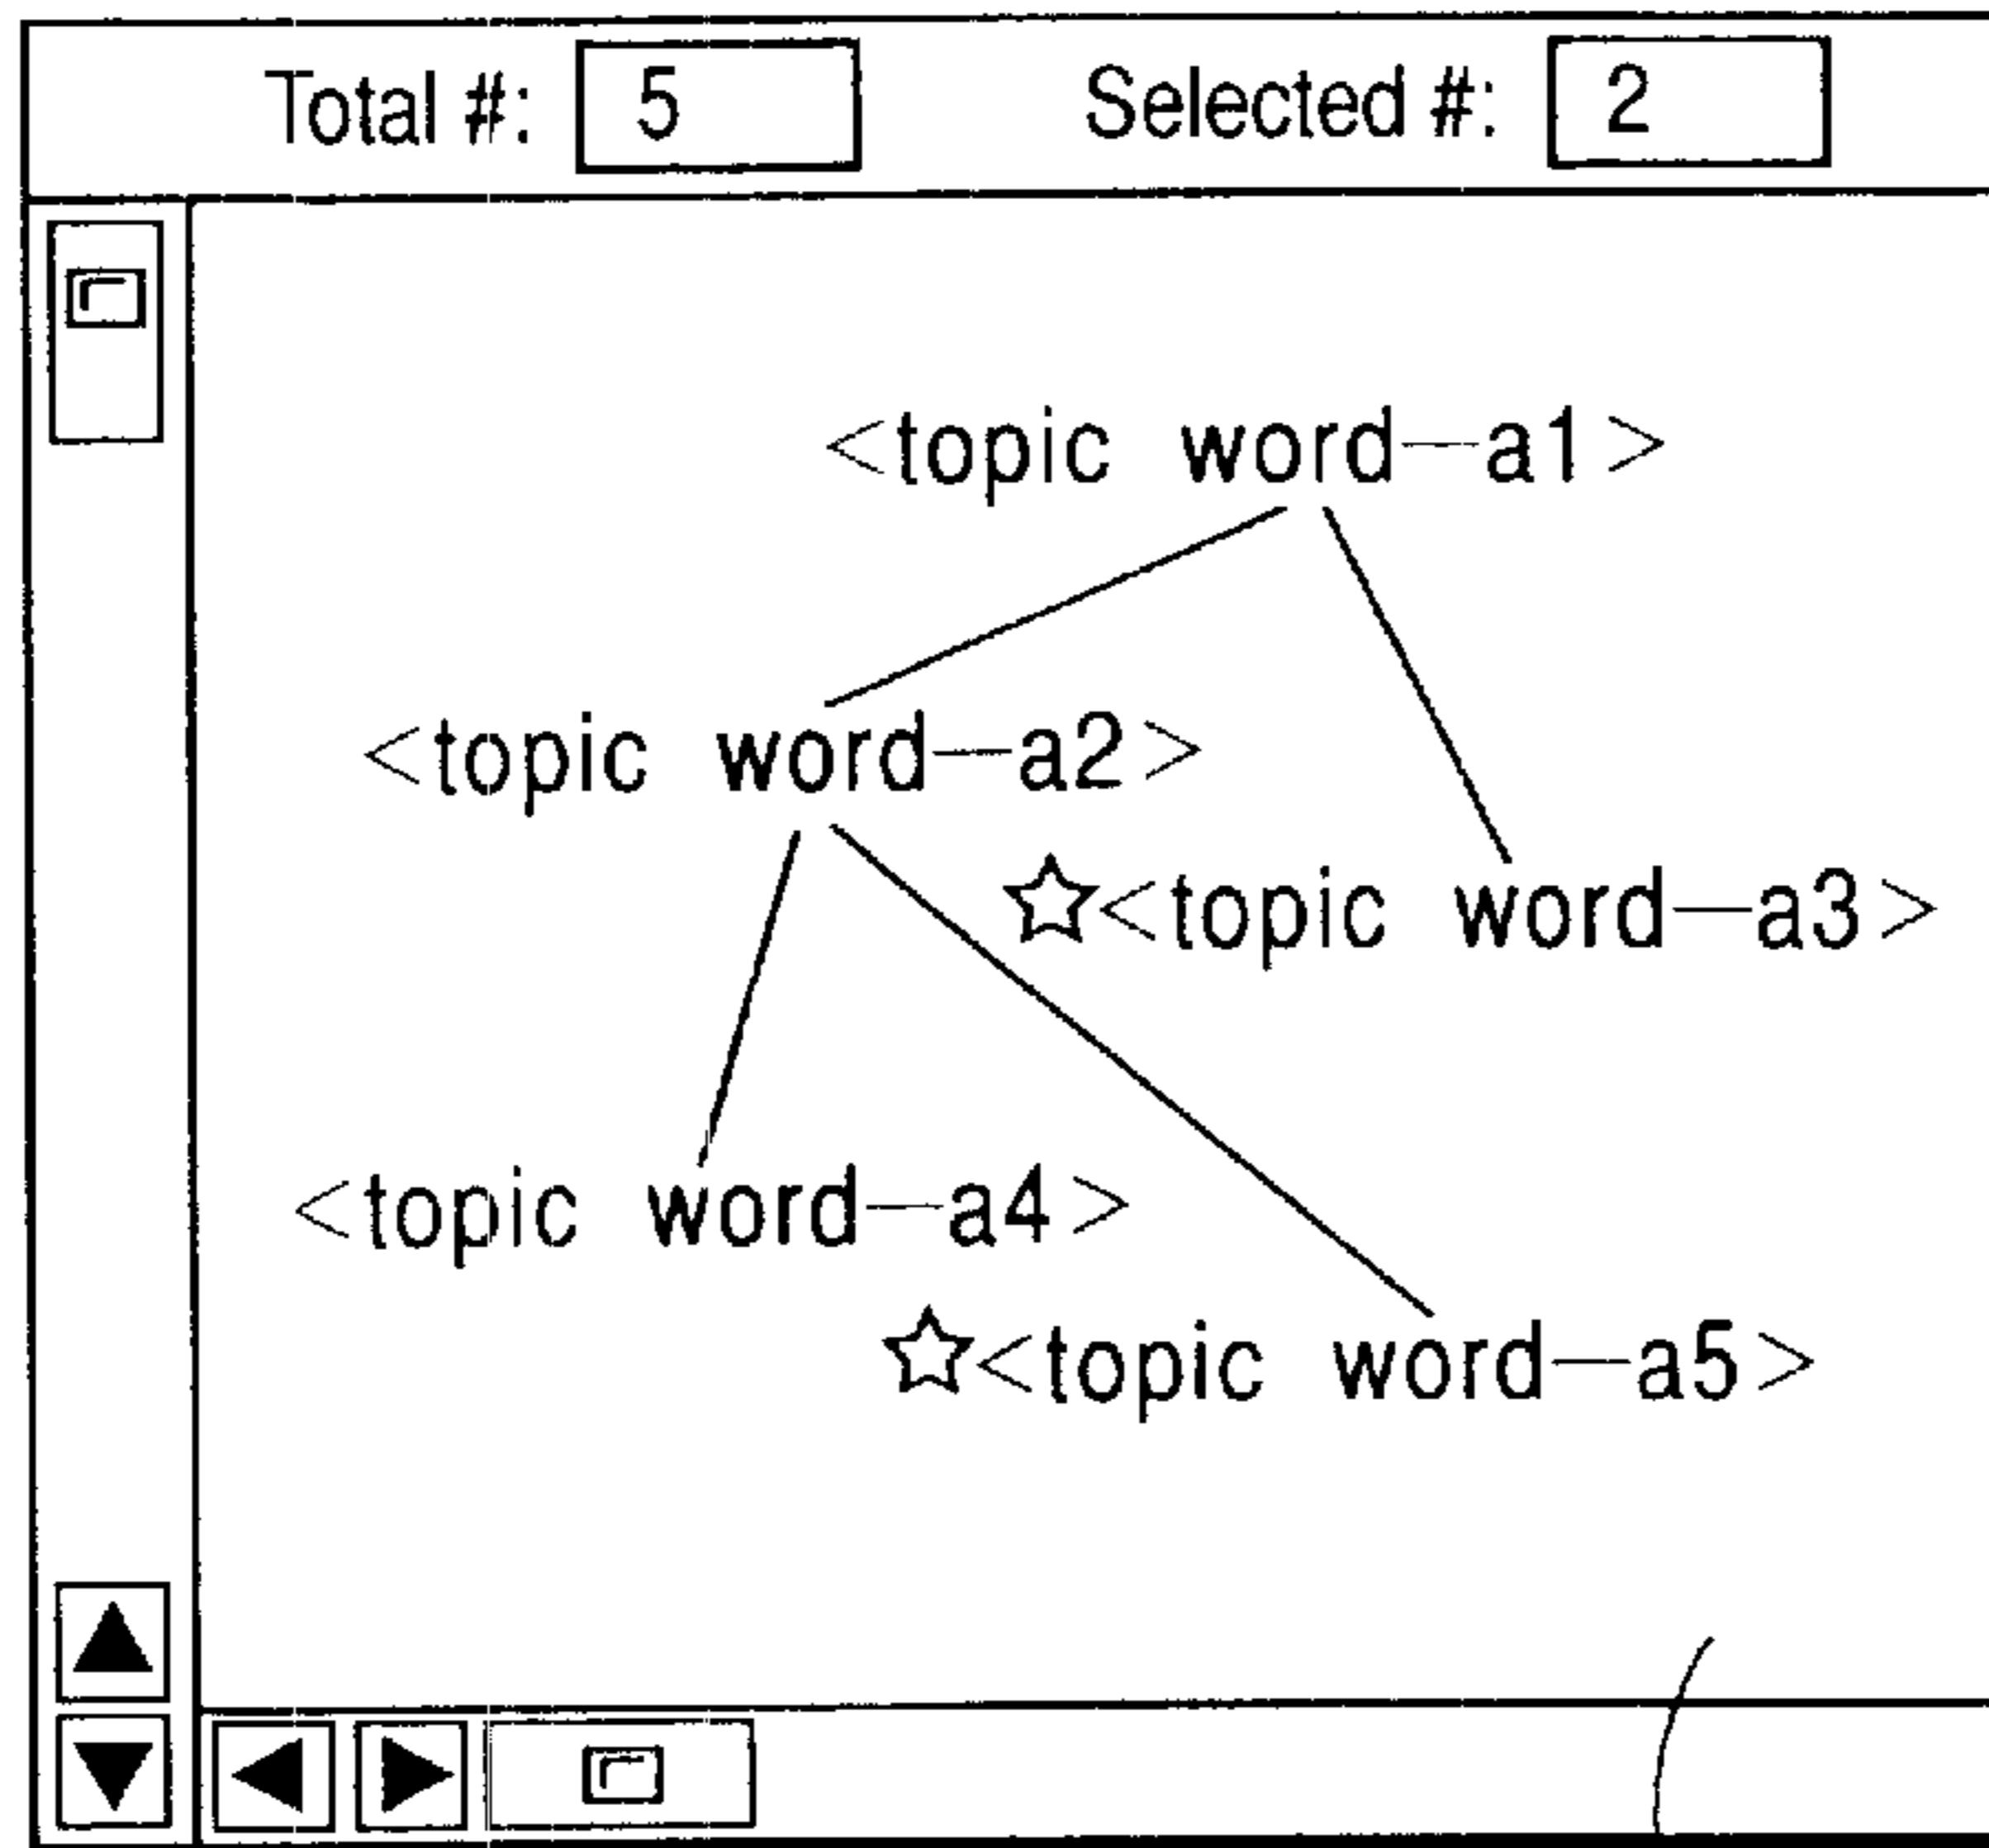 Total #: 5 Selected #: 2
<topic word—a1>
<topic word—a2>
☆<topic word—a3>
<topic word—a4>
☆<topic word—a5>